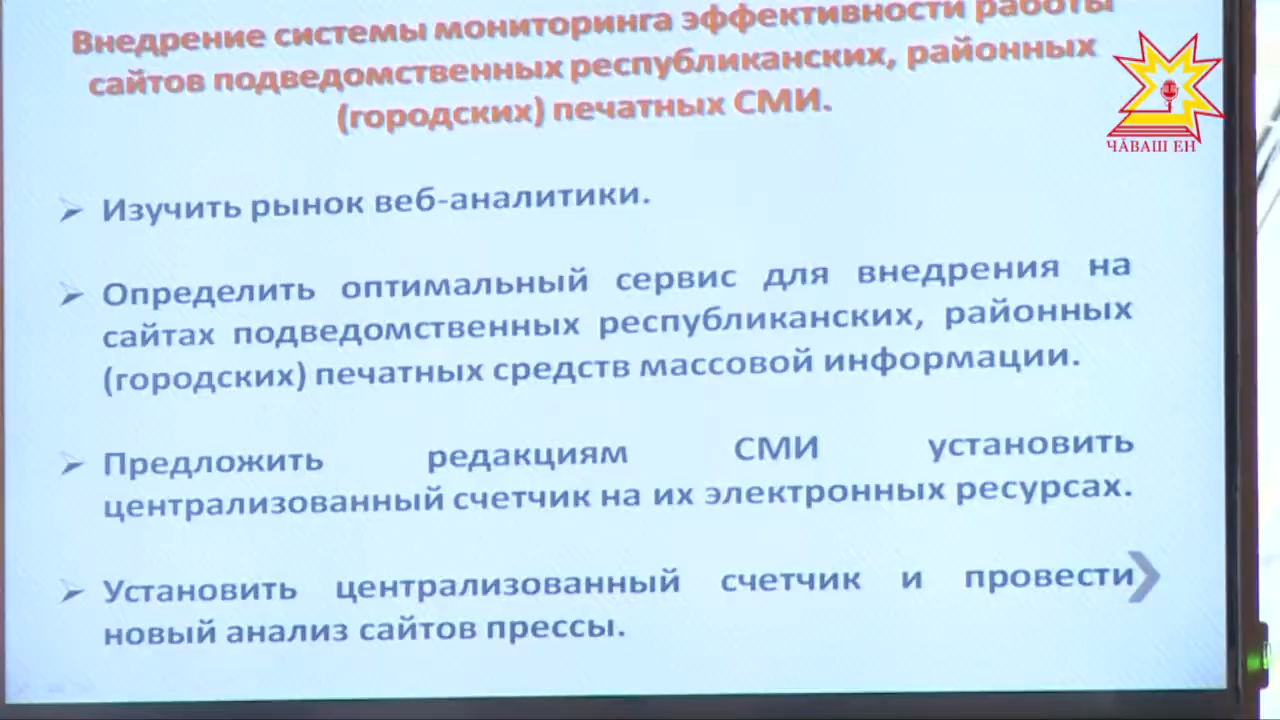 Внедрение системы мониторинга эффективности работы
сайтов подведомственных республиканских, районных
(городских) печатных СМИ.
ЧӐВАШ ЕН
Изучить рынок веб-аналитики.
Определить оптимальный сервис для внедрения на
сайтах подведомственных республиканских, районных
(городских) печатных средств массовой информации.
Предложить редакциям СМИ установить
централизованный счетчик на их электронных ресурсах.
Установить централизованный счетчик и провести
новый анализ сайтов прессы.